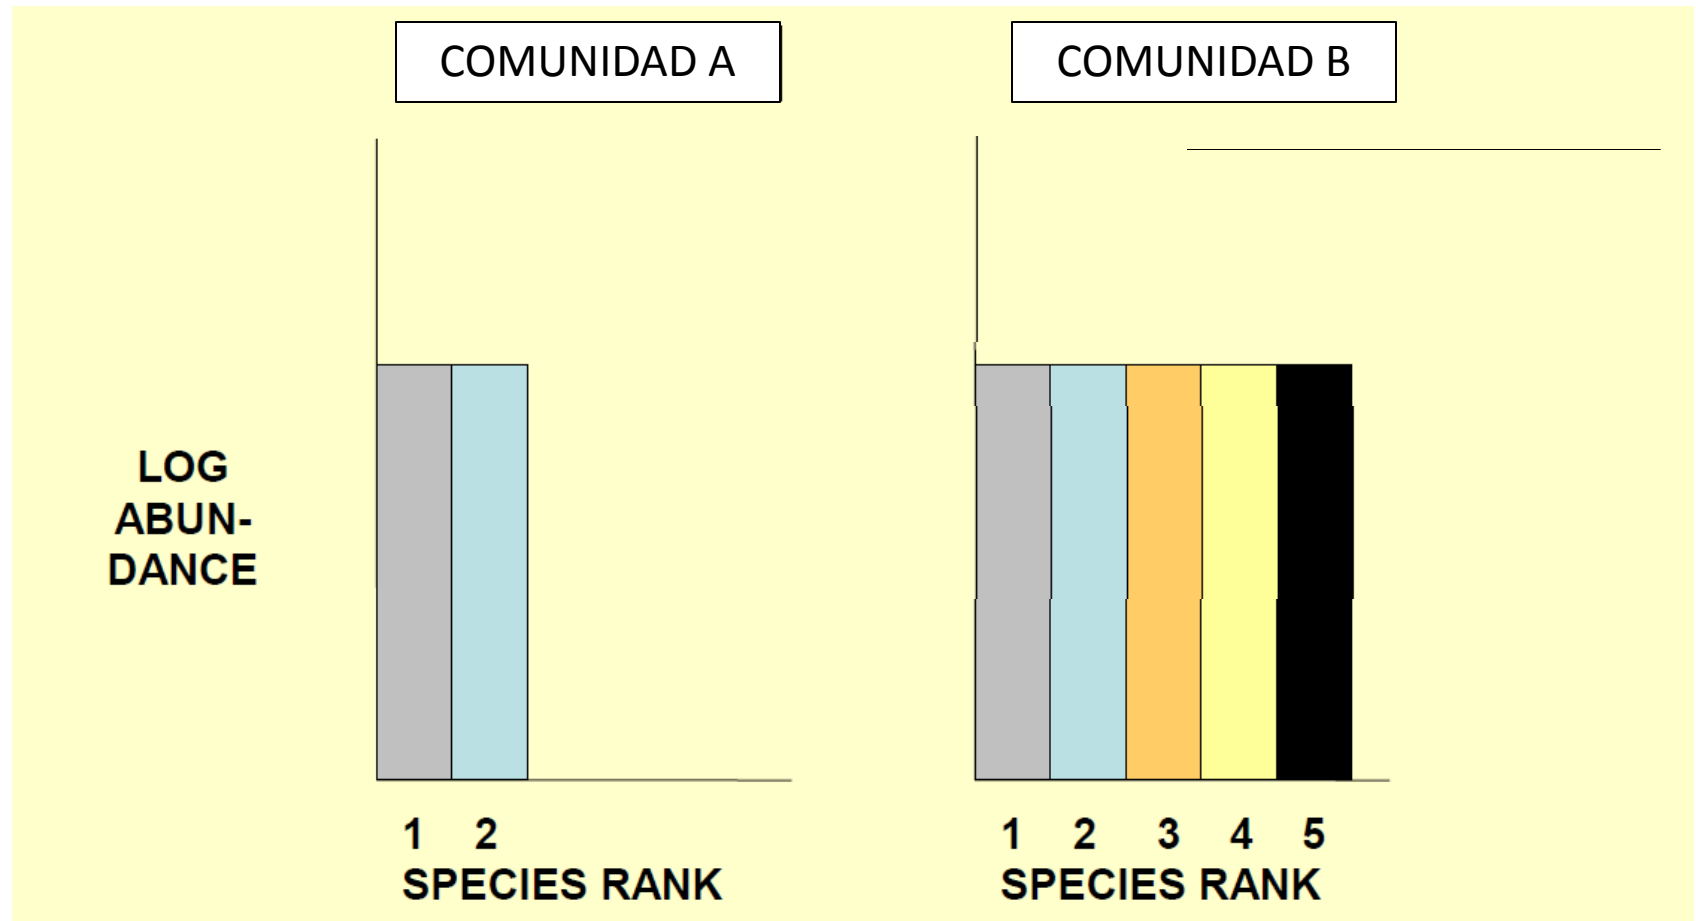 COMUNIDAD A
COMUNIDAD B
LOG
ABUN-
DANCE
1 2
SPECIES RANK
1 2 3 4 5
SPECIES RANK